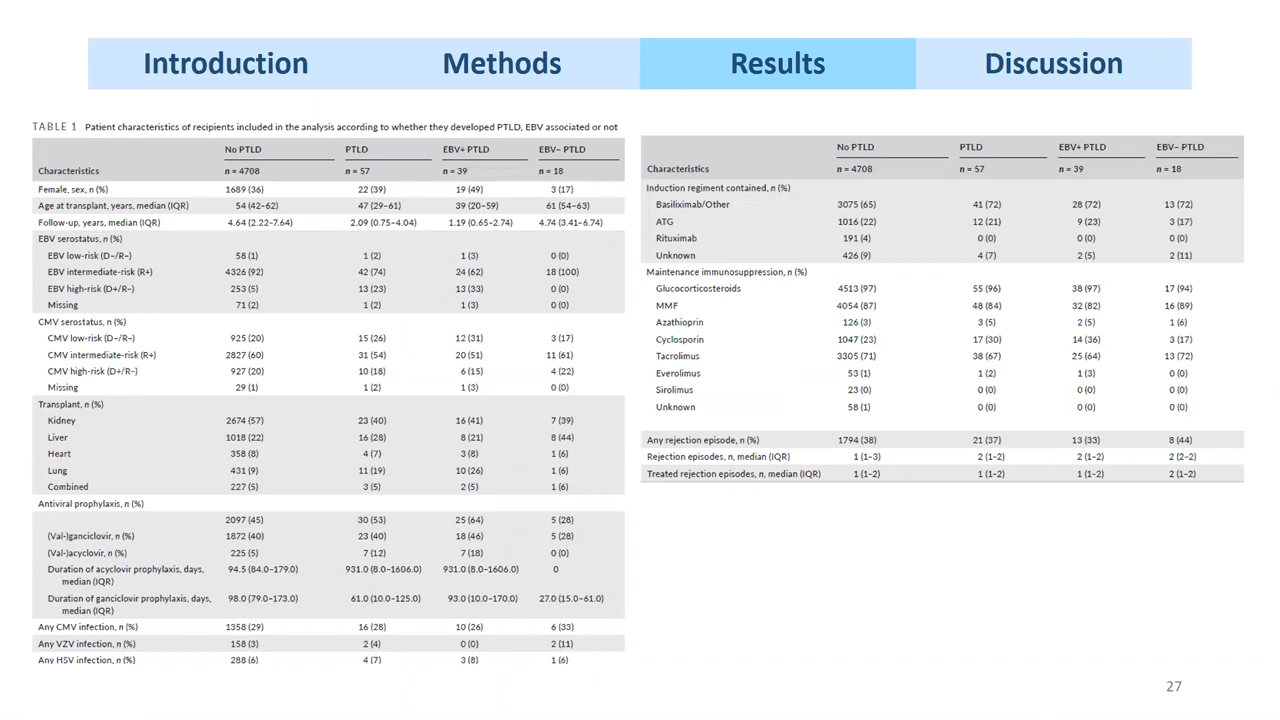 Introduction Methods Results Discussion
TABLE 1 Patient characteristics of recipients included in the analysis according to whether they developed PTLD, EBV associated or not
No PTLD PTLD EBV+ PTLD EBV− PTLD
Characteristics n = 4708 n = 57 n = 39 n = 18
Female, sex, n (%) 1689 (36) 22 (39) 19 (49) 3 (17)
Age at transplant, years, median (IQR) 54 (42–62) 47 (29–61) 39 (20–59) 61 (54–63)
Follow-up, years, median (IQR) 4.64 (2.22–7.64) 2.09 (0.75–4.04) 1.19 (0.65–2.74) 4.74 (3.41–6.74)
EBV serostatus, n (%)
EBV low-risk (D−/R−) 58 (1) 1 (2) 1 (3) 0 (0)
EBV intermediate-risk (R+) 4326 (92) 42 (74) 24 (62) 18 (100)
EBV high-risk (D+/R−) 253 (5) 13 (23) 13 (33) 0 (0)
Missing 71 (2) 1 (2) 1 (3) 0 (0)
CMV serostatus, n (%)
CMV low-risk (D−/R−) 925 (20) 15 (26) 12 (31) 3 (17)
CMV intermediate-risk (R+) 2827 (60) 31 (54) 20 (51) 11 (61)
CMV high-risk (D+/R−) 927 (20) 10 (18) 6 (15) 4 (22)
Missing 29 (1) 1 (2) 1 (3) 0 (0)
Transplant, n (%)
Kidney 2674 (57) 23 (40) 16 (41) 7 (39)
Liver 1018 (22) 16 (28) 8 (21) 8 (44)
Heart 358 (8) 4 (7) 3 (8) 1 (6)
Lung 431 (9) 11 (19) 10 (26) 1 (6)
Combined 227 (5) 3 (5) 2 (5) 1 (6)
Antiviral prophylaxis, n (%)
2097 (45) 30 (53) 25 (64) 5 (28)
(Val-)ganciclovir, n (%) 1872 (40) 23 (40) 18 (46) 5 (28)
(Val-)acyclovir, n (%) 225 (5) 7 (12) 7 (18) 0 (0)
Duration of acyclovir prophylaxis, days, 94.5 (84.0–179.0) 931.0 (8.0–1606.0) 931.0 (8.0–1606.0) 0
median (IQR)
Duration of ganciclovir prophylaxis, days, 98.0 (79.0–173.0) 61.0 (10.0–125.0) 93.0 (10.0–170.0) 27.0 (15.0–61.0)
median (IQR)
Any CMV infection, n (%) 1358 (29) 16 (28) 10 (26) 6 (33)
Any VZV infection, n (%) 158 (3) 2 (4) 0 (0) 2 (11)
Any HSV infection, n (%) 288 (6) 4 (7) 3 (8) 1 (6)
No PTLD PTLD EBV+ PTLD EBV− PTLD
Characteristics n = 4708 n = 57 n = 39 n = 18
Induction regiment contained, n (%)
Basiliximab/Other 3075 (65) 41 (72) 28 (72) 13 (72)
ATG 1016 (22) 12 (21) 9 (23) 3 (17)
Rituximab 191 (4) 0 (0) 0 (0) 0 (0)
Unknown 426 (9) 4 (7) 2 (5) 2 (11)
Maintenance immunosuppression, n (%)
Glucocorticosteroids 4513 (97) 55 (96) 38 (97) 17 (94)
MMF 4054 (87) 48 (84) 32 (82) 16 (89)
Azathioprin 126 (3) 3 (5) 2 (5) 1 (6)
Cyclosporin 1047 (23) 17 (30) 14 (36) 3 (17)
Tacrolimus 3305 (71) 38 (67) 25 (64) 13 (72)
Everolimus 53 (1) 1 (2) 1 (3) 0 (0)
Sirolimus 23 (0) 0 (0) 0 (0) 0 (0)
Unknown 58 (1) 0 (0) 0 (0) 0 (0)
Any rejection episode, n (%) 1794 (38) 21 (37) 13 (33) 8 (44)
Rejection episodes, n, median (IQR) 1 (1–3) 2 (1–2) 2 (1–2) 2 (2–2)
Treated rejection episodes, n, median (IQR) 1 (1–2) 1 (1–2) 1 (1–2) 2 (1–2)
27